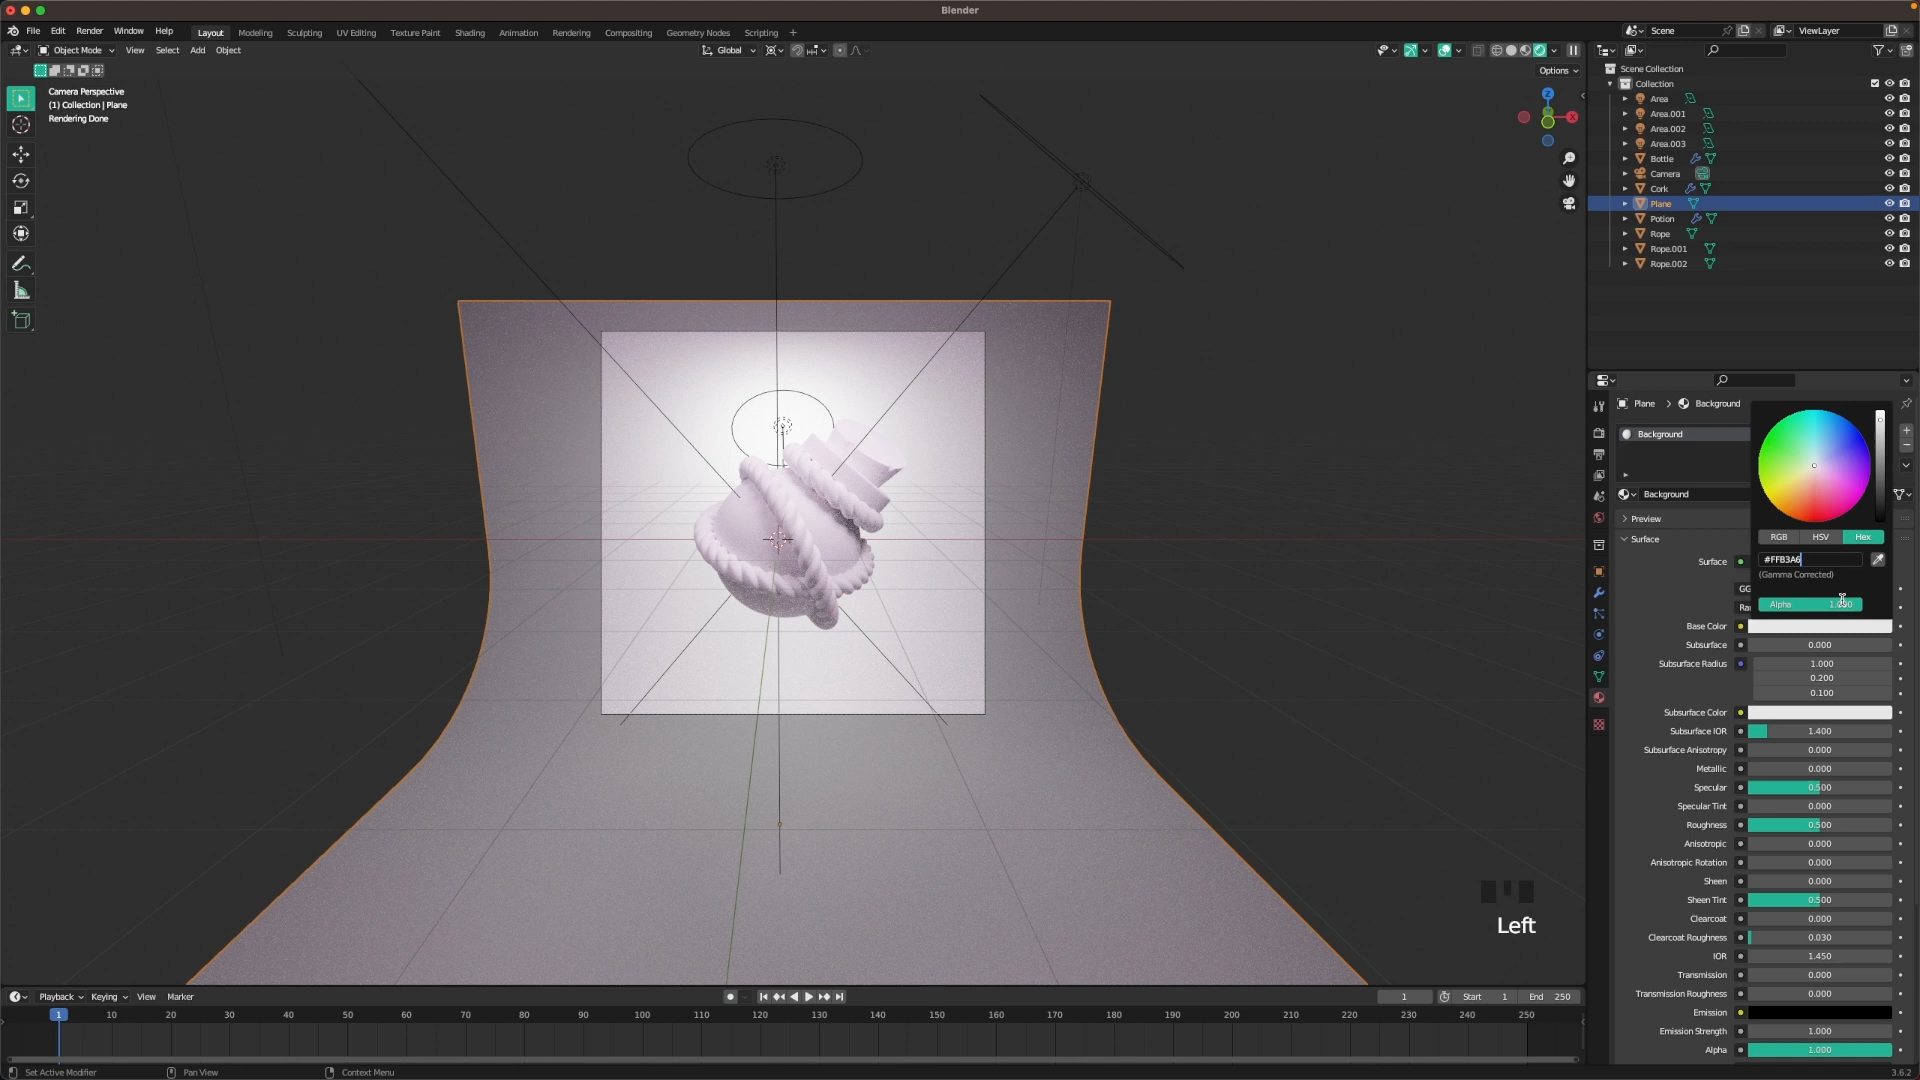 Blender
File Edit Render Window Help Layout Modeling Sculpting UV Editing Texture Paint Shading Animation Rendering Compositing Geometry Nodes Scripting + Scene ViewLayer
Object Mode View Select Add Object Global
Options
Camera Perspective
(1) Collection | Plane
Rendering Done
Z
X
Scene Collection
Collection
Area
Area.001
Area.002
Area.003
Bottle
Camera
Cork
Plane
Potion
Rope
Rope.001
Rope.002
Plane > Background
Background
Background
Preview
Surface
RGB HSV Hex
#FFB3A6
(Gamma Corrected)
Alpha
Surface
GG
Ra
Base Color
Subsurface 0.000
Subsurface Radius 1.000
0.200
0.100
Subsurface Color
Subsurface IOR 1.400
Subsurface Anisotropy 0.000
Metallic 0.000
Specular 0.500
Specular Tint 0.000
Roughness 0.500
Anisotropic 0.000
Anisotropic Rotation 0.000
Sheen 0.000
Sheen Tint 0.500
Clearcoat 0.000
Clearcoat Roughness 0.030
IOR 1.450
Transmission 0.000
Transmission Roughness 0.000
Emission
Emission Strength 1.000
Alpha 1.000
Left
Playback Keying View Marker 1 Start 1 End 250
1 10 20 30 40 50 60 70 80 90 100 110 120 130 140 150 160 170 180 190 200 210 220 230 240 250
Set Active Modifier Pan View Context Menu 3.6.2